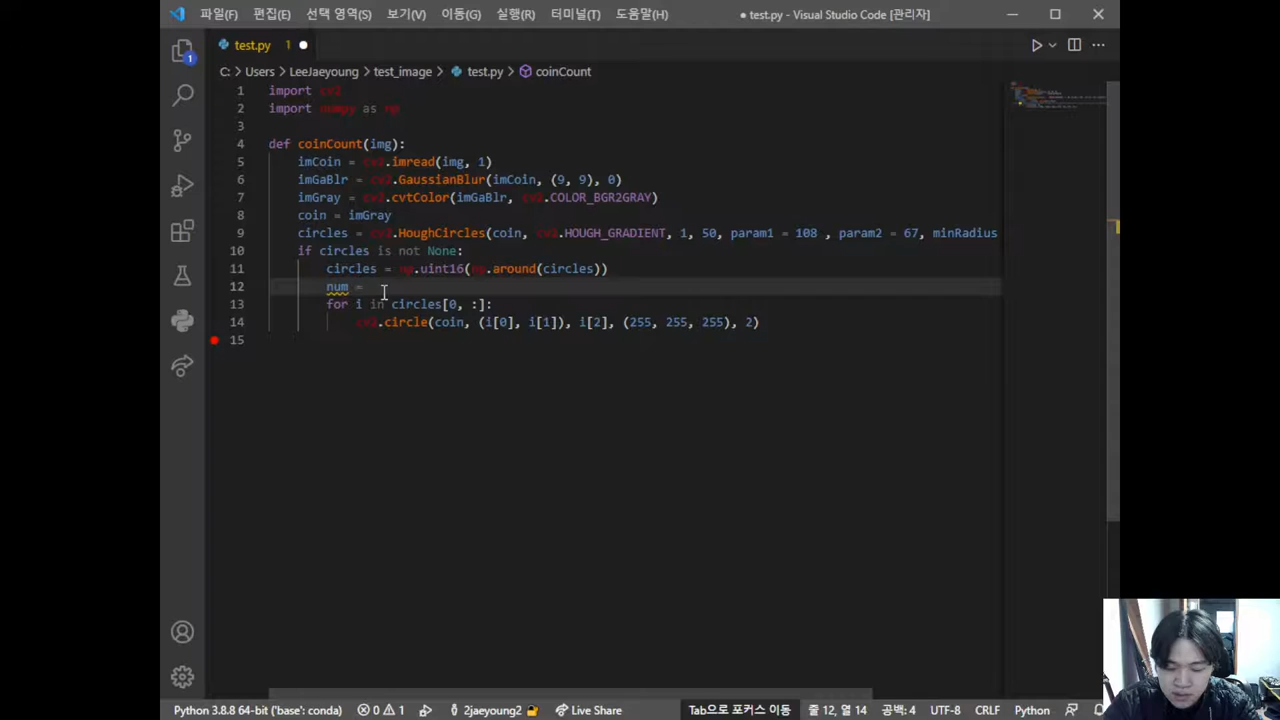 파일(F) 편집(E) 선택 영역(S) 보기(V) 이동(G) 실행(R) 터미널(T) 도움말(H) ● test.py - Visual Studio Code [관리자]
test.py 1
C: > Users > LeeJaeyoung > test_image > test.py > coinCount
1 import cv2
2 import numpy as np
3
4 def coinCount(img):
5 imCoin = cv2.imread(img, 1)
6 imGaBlr = cv2.GaussianBlur(imCoin, (9, 9), 0)
7 imGray = cv2.cvtColor(imGaBlr, cv2.COLOR_BGR2GRAY)
8 coin = imGray
9 circles = cv2.HoughCircles(coin, cv2.HOUGH_GRADIENT, 1, 50, param1 = 108 , param2 = 67, minRadius
10 if circles is not None:
11 circles = np.uint16(np.around(circles))
12 num =
13 for i in circles[0, :]:
14 cv2.circle(coin, (i[0], i[1]), i[2], (255, 255, 255), 2)
15
1
Python 3.8.8 64-bit ('base': conda) 0 1 2jaeyoung2 Live Share Tab으로 포커스 이동 줄 12, 열 14 공백: 4 UTF-8 CRLF Python